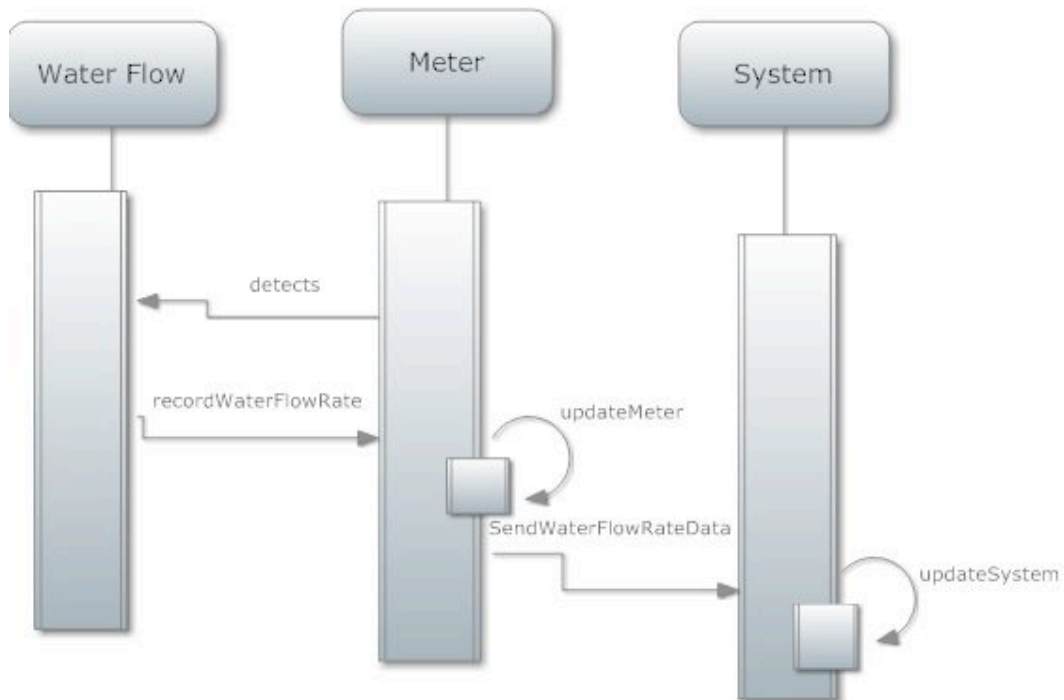 Water Flow
Meter
System
detects
recordWaterFlowRate
updateMeter
SendWaterFlowRateData
updateSystem